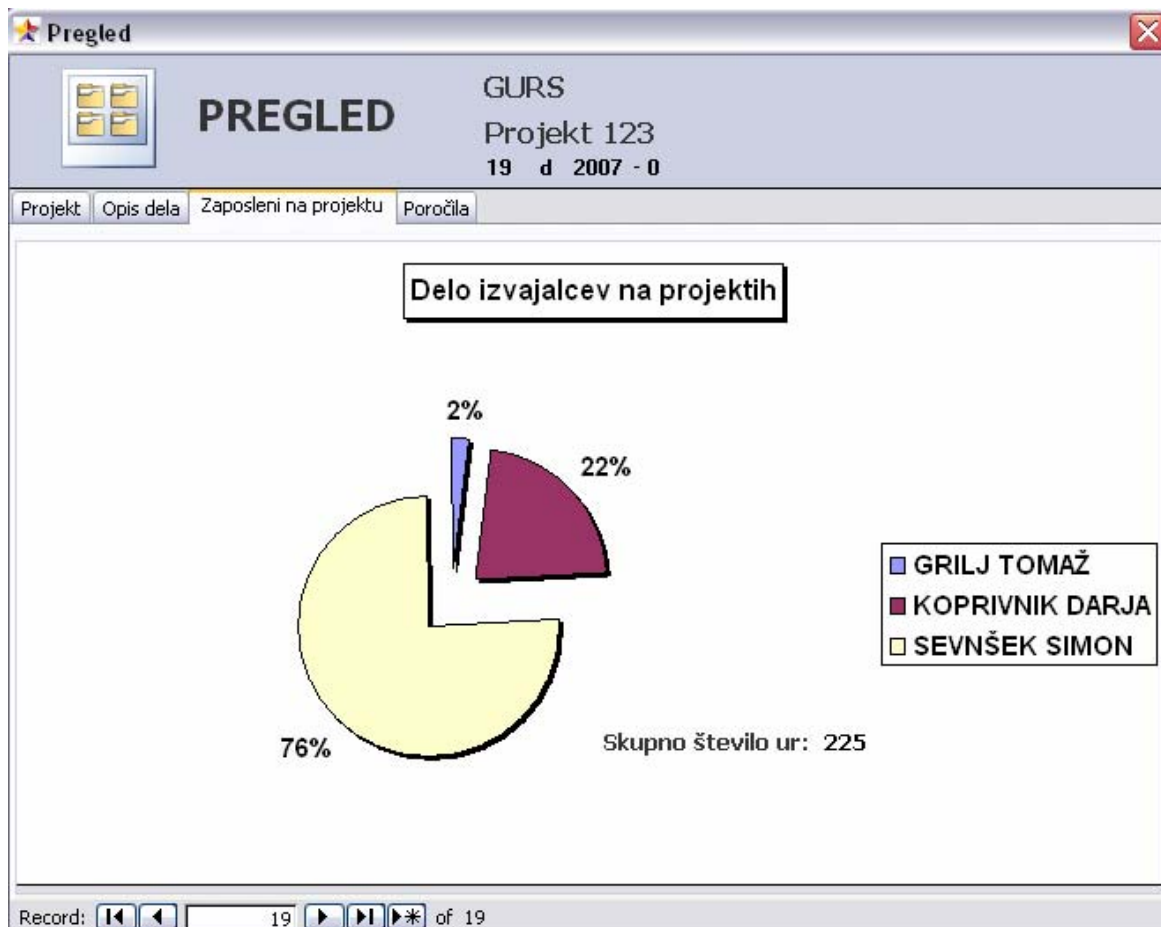 Pregled
PREGLED
GURS
Projekt 123
19 d 2007 - 0
Projekt Opis dela Zaposleni na projektu Poročila
Delo izvajalcev na projektih
2%
22%
76%
GRILJ TOMAŽ
KOPRIVNIK DARJA
SEVNŠEK SIMON
Skupno število ur: 225
Record: 19 of 19